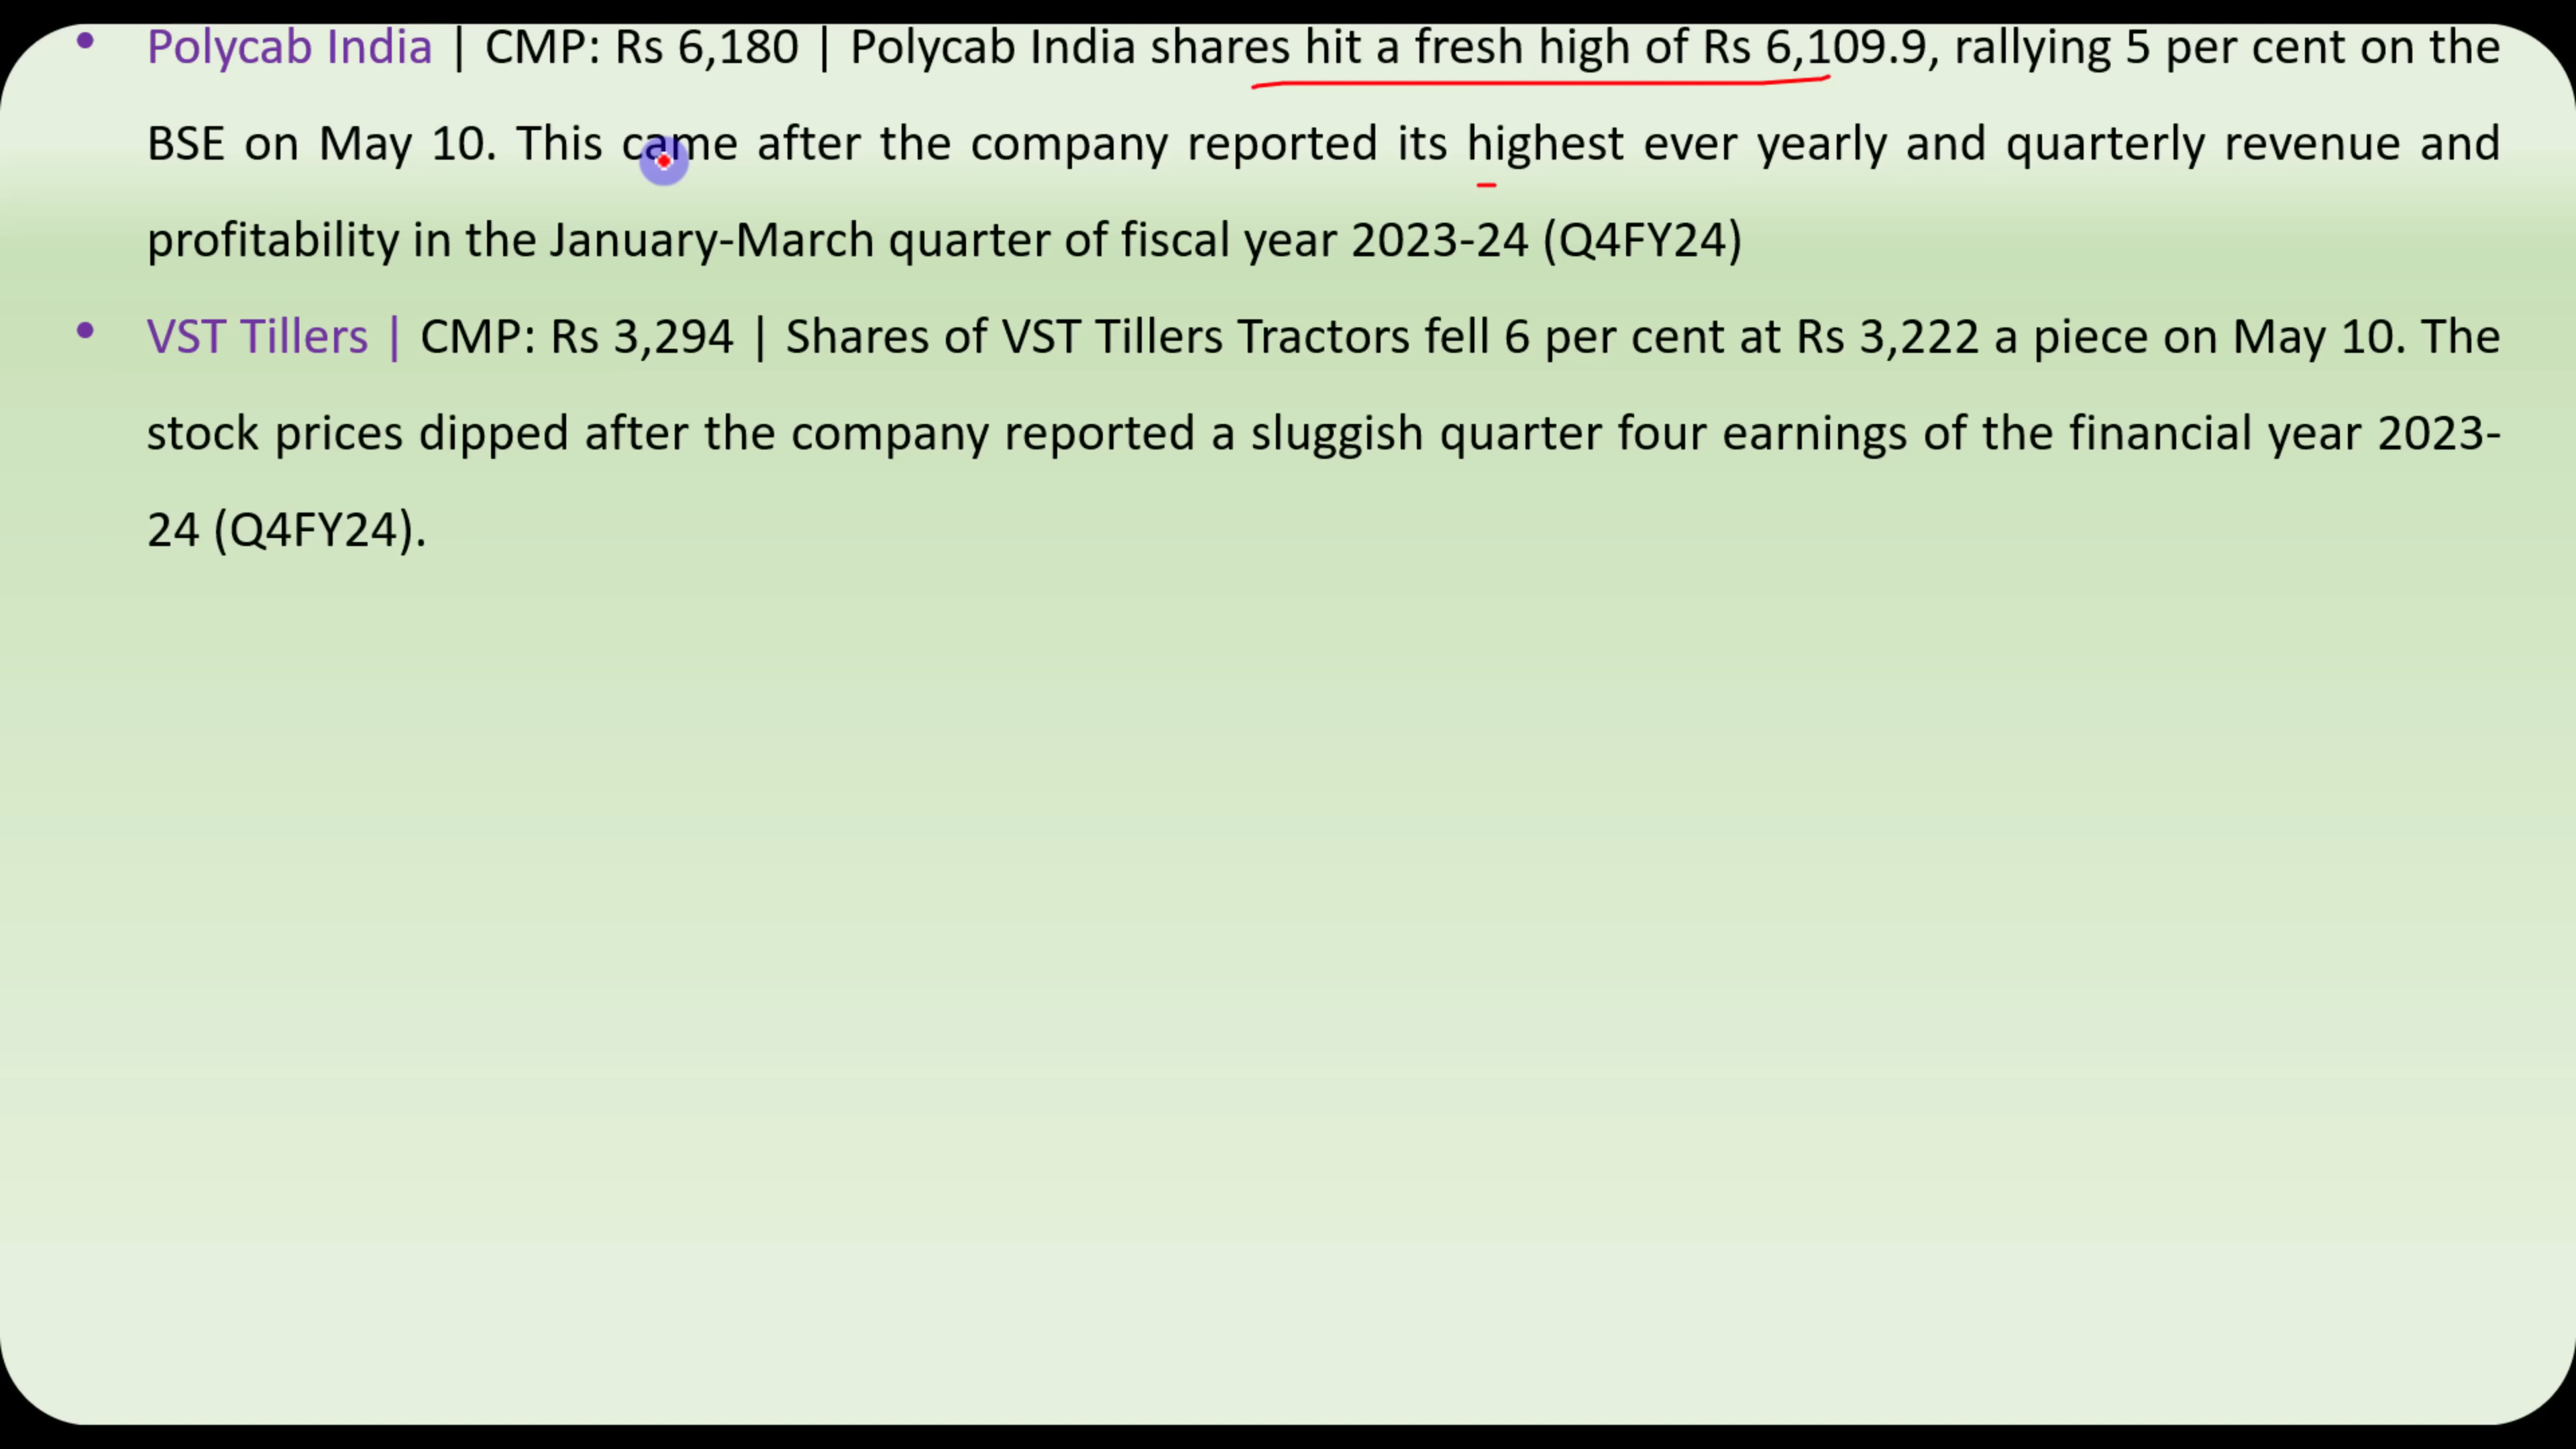 • Polycab India | CMP: Rs 6,180 | Polycab India shares hit a fresh high of Rs 6,109.9, rallying 5 per cent on the
BSE on May 10. This came after the company reported its highest ever yearly and quarterly revenue and
profitability in the January-March quarter of fiscal year 2023-24 (Q4FY24)
• VST Tillers | CMP: Rs 3,294 | Shares of VST Tillers Tractors fell 6 per cent at Rs 3,222 a piece on May 10. The
stock prices dipped after the company reported a sluggish quarter four earnings of the financial year 2023-
24 (Q4FY24).